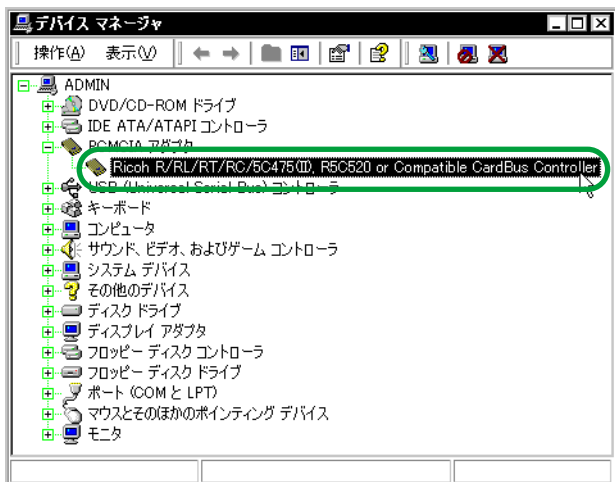 デバイス マネージャ
操作(A) 表示(V)
ADMIN
DVD/CD-ROM ドライブ
IDE ATA/ATAPI コントローラ
PCMCIA アダプタ
Ricoh R/RL/RT/RC/5C475(II), R5C520 or Compatible CardBus Controller
USB (Universal Serial Bus) コントローラ
キーボード
コンピュータ
サウンド、ビデオ、およびゲーム コントローラ
システム デバイス
その他のデバイス
ディスク ドライブ
ディスプレイ アダプタ
フロッピー ディスク コントローラ
フロッピー ディスク ドライブ
ポート (COM と LPT)
マウスとそのほかのポインティング デバイス
モニタ